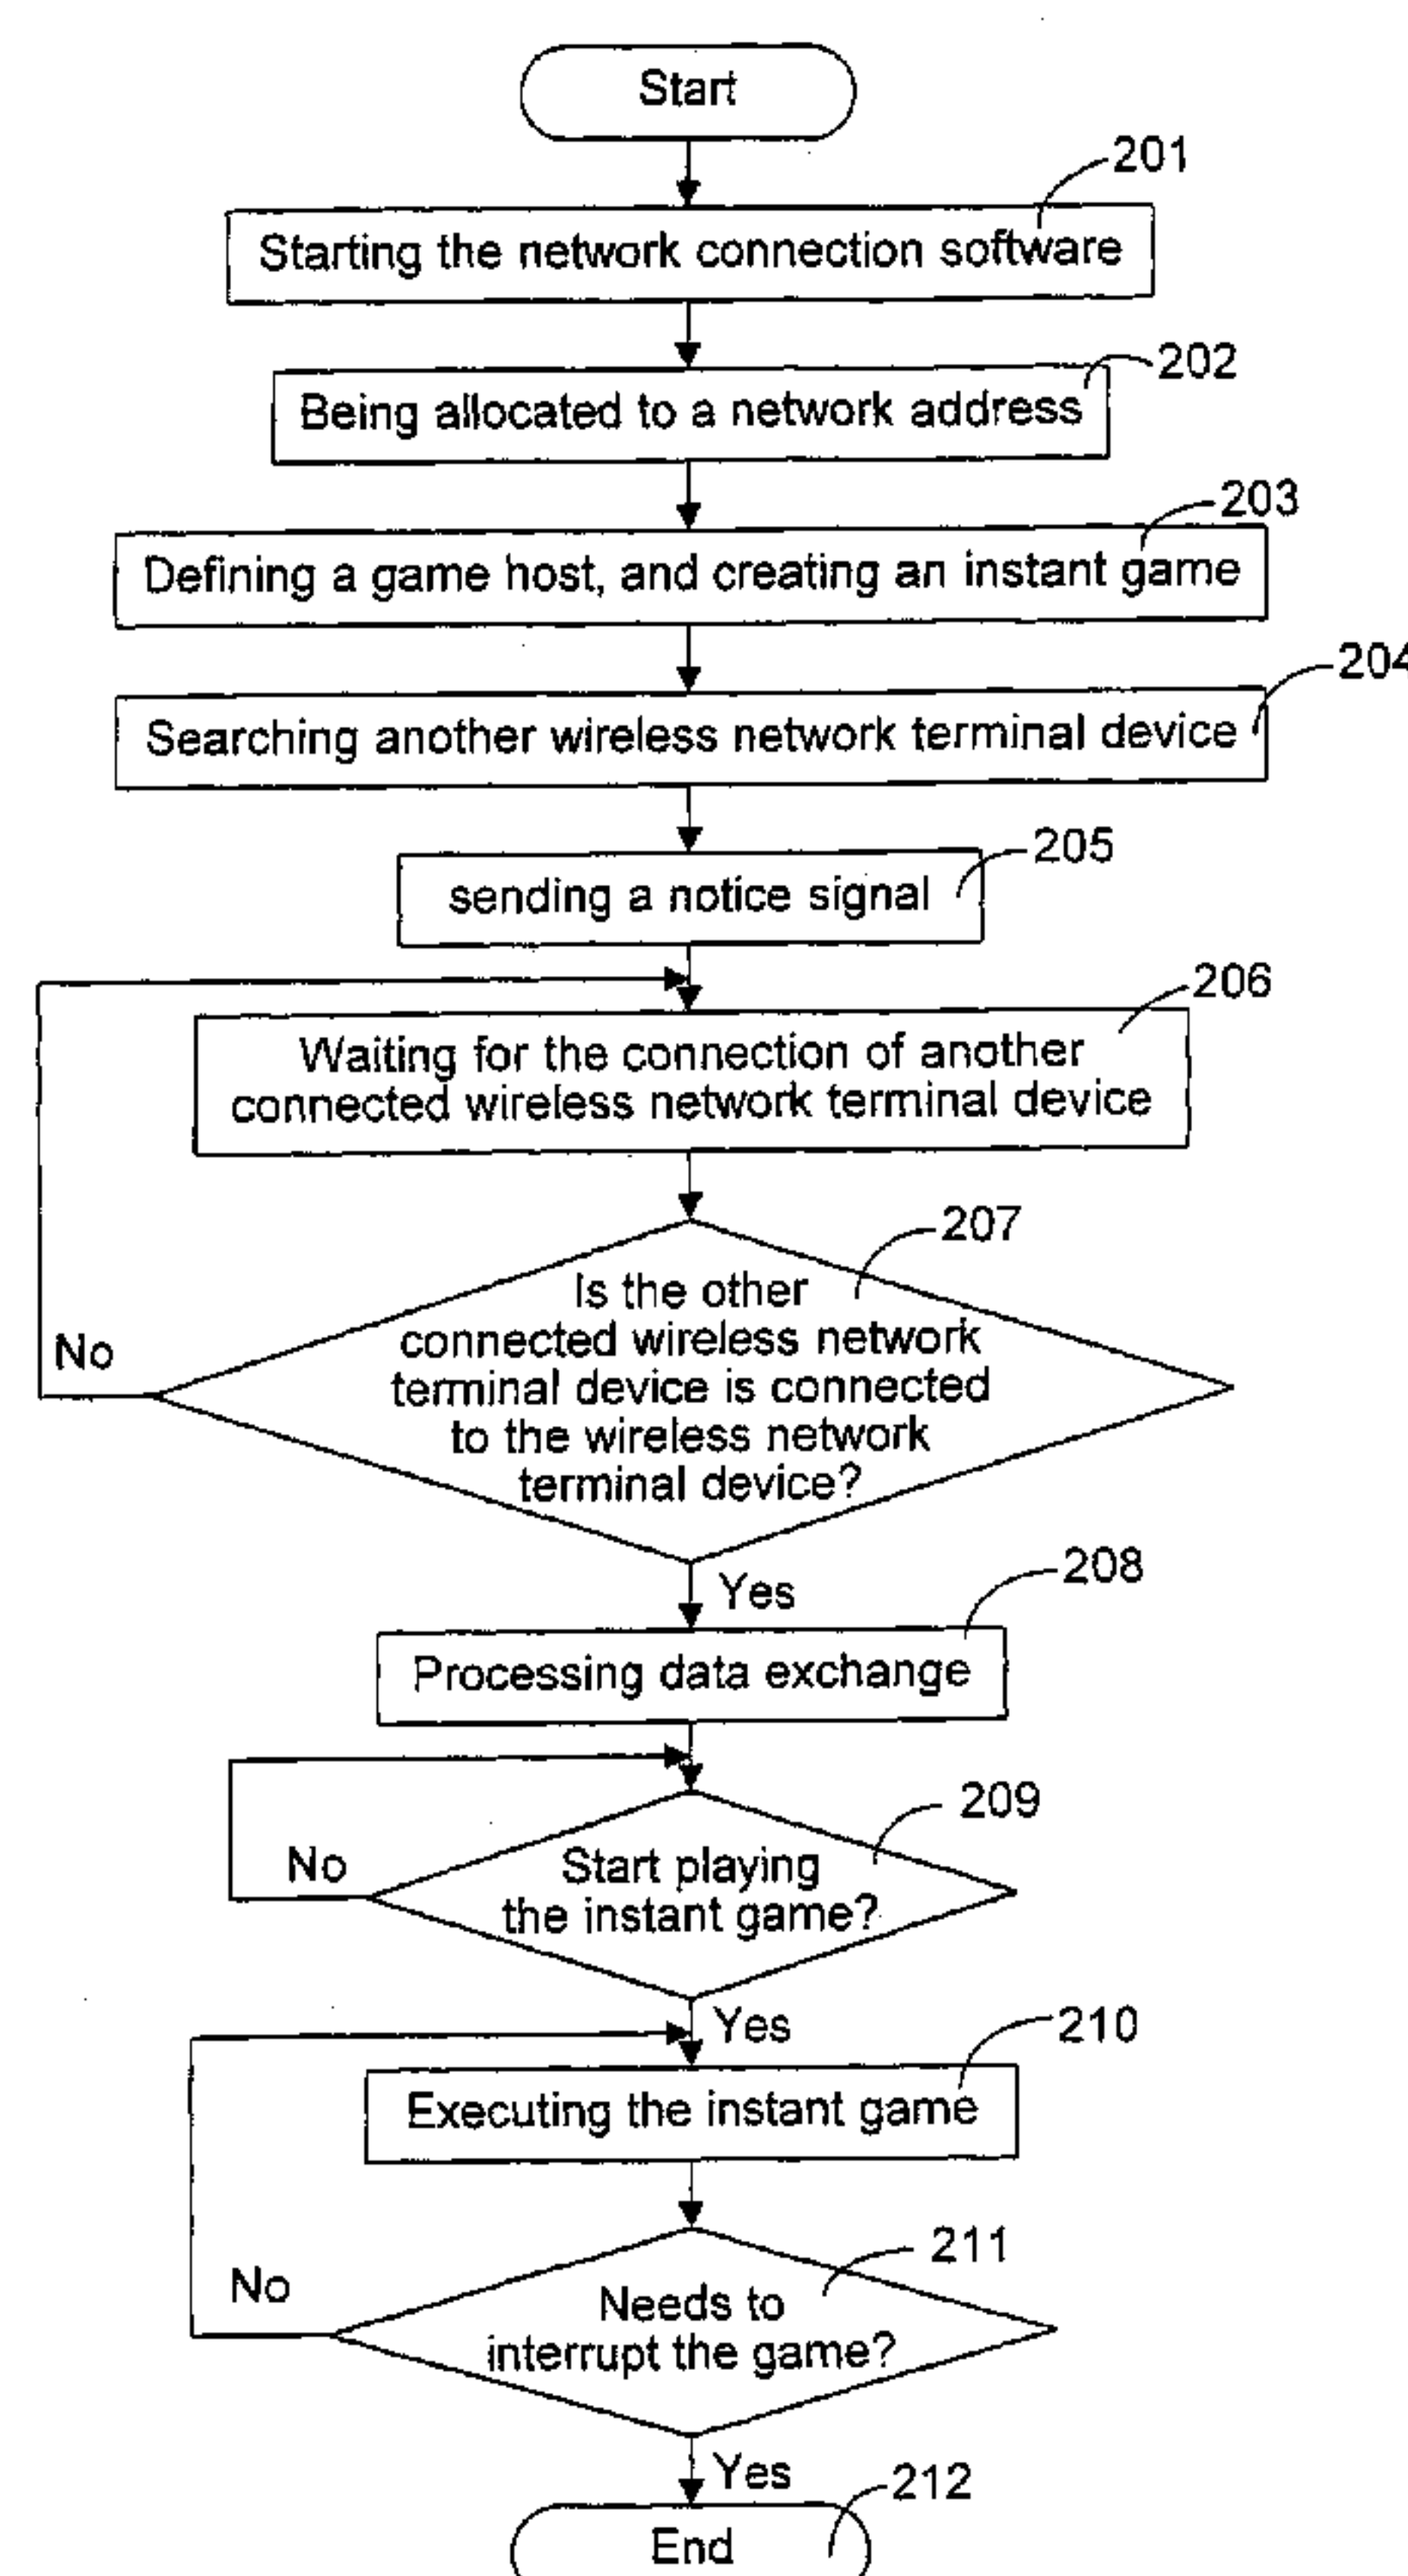 Start
201
Starting the network connection software
202
Being allocated to a network address
203
Defining a game host, and creating an instant game
204
Searching another wireless network terminal device
205
sending a notice signal
206
Waiting for the connection of another
connected wireless network terminal device
207
Is the other
connected wireless network
terminal device is connected
to the wireless network
terminal device?
No
Yes
208
Processing data exchange
209
Start playing
the instant game?
No
Yes
210
Executing the instant game
211
Needs to
interrupt the game?
No
Yes
212
End